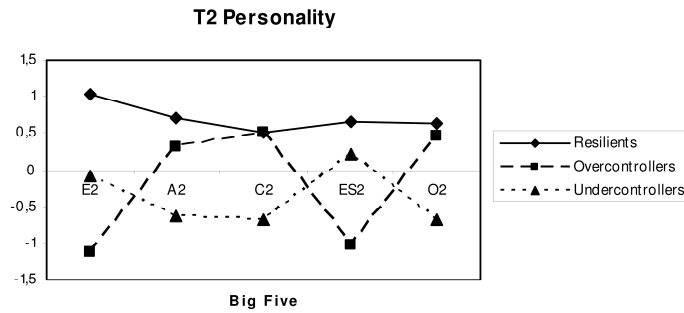 T2 Personality
1,5
1
0,5
0
-0,5
-1
-1,5
E2 A2 C2 ES2 O2
Big Five
Resilients
Overcontrollers
Undercontrollers